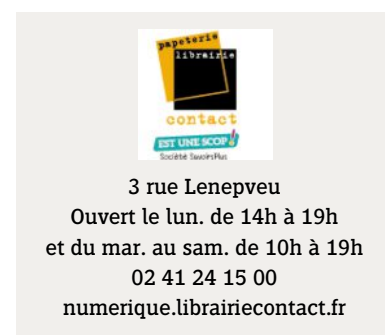 papeterie
librairie
contact
EST UNE SCOP !
Société SavoirsPlus
3 rue Lenepveu
Ouvert le lun. de 14h à 19h
et du mar. au sam. de 10h à 19h
02 41 24 15 00
numerique.librairiecontact.fr